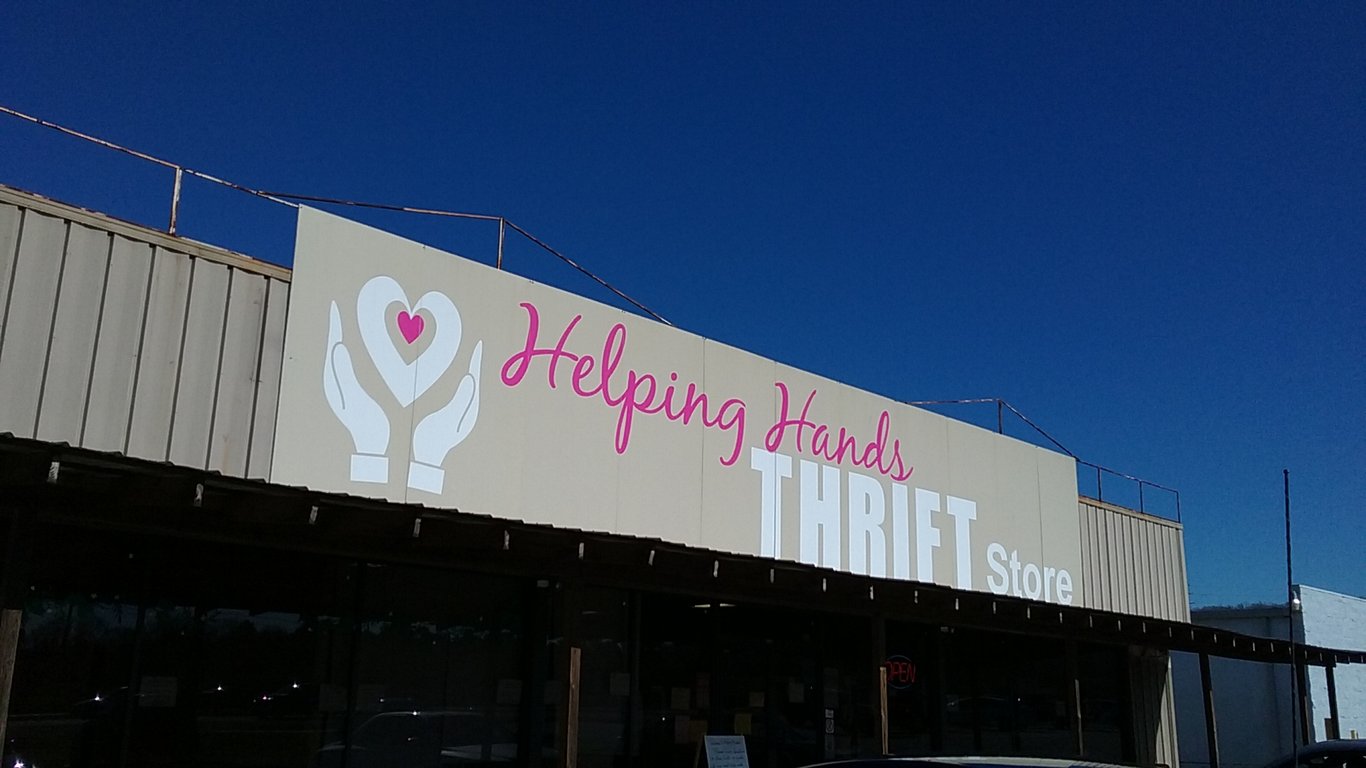 Helping Hands
THRIFT Store
OPEN